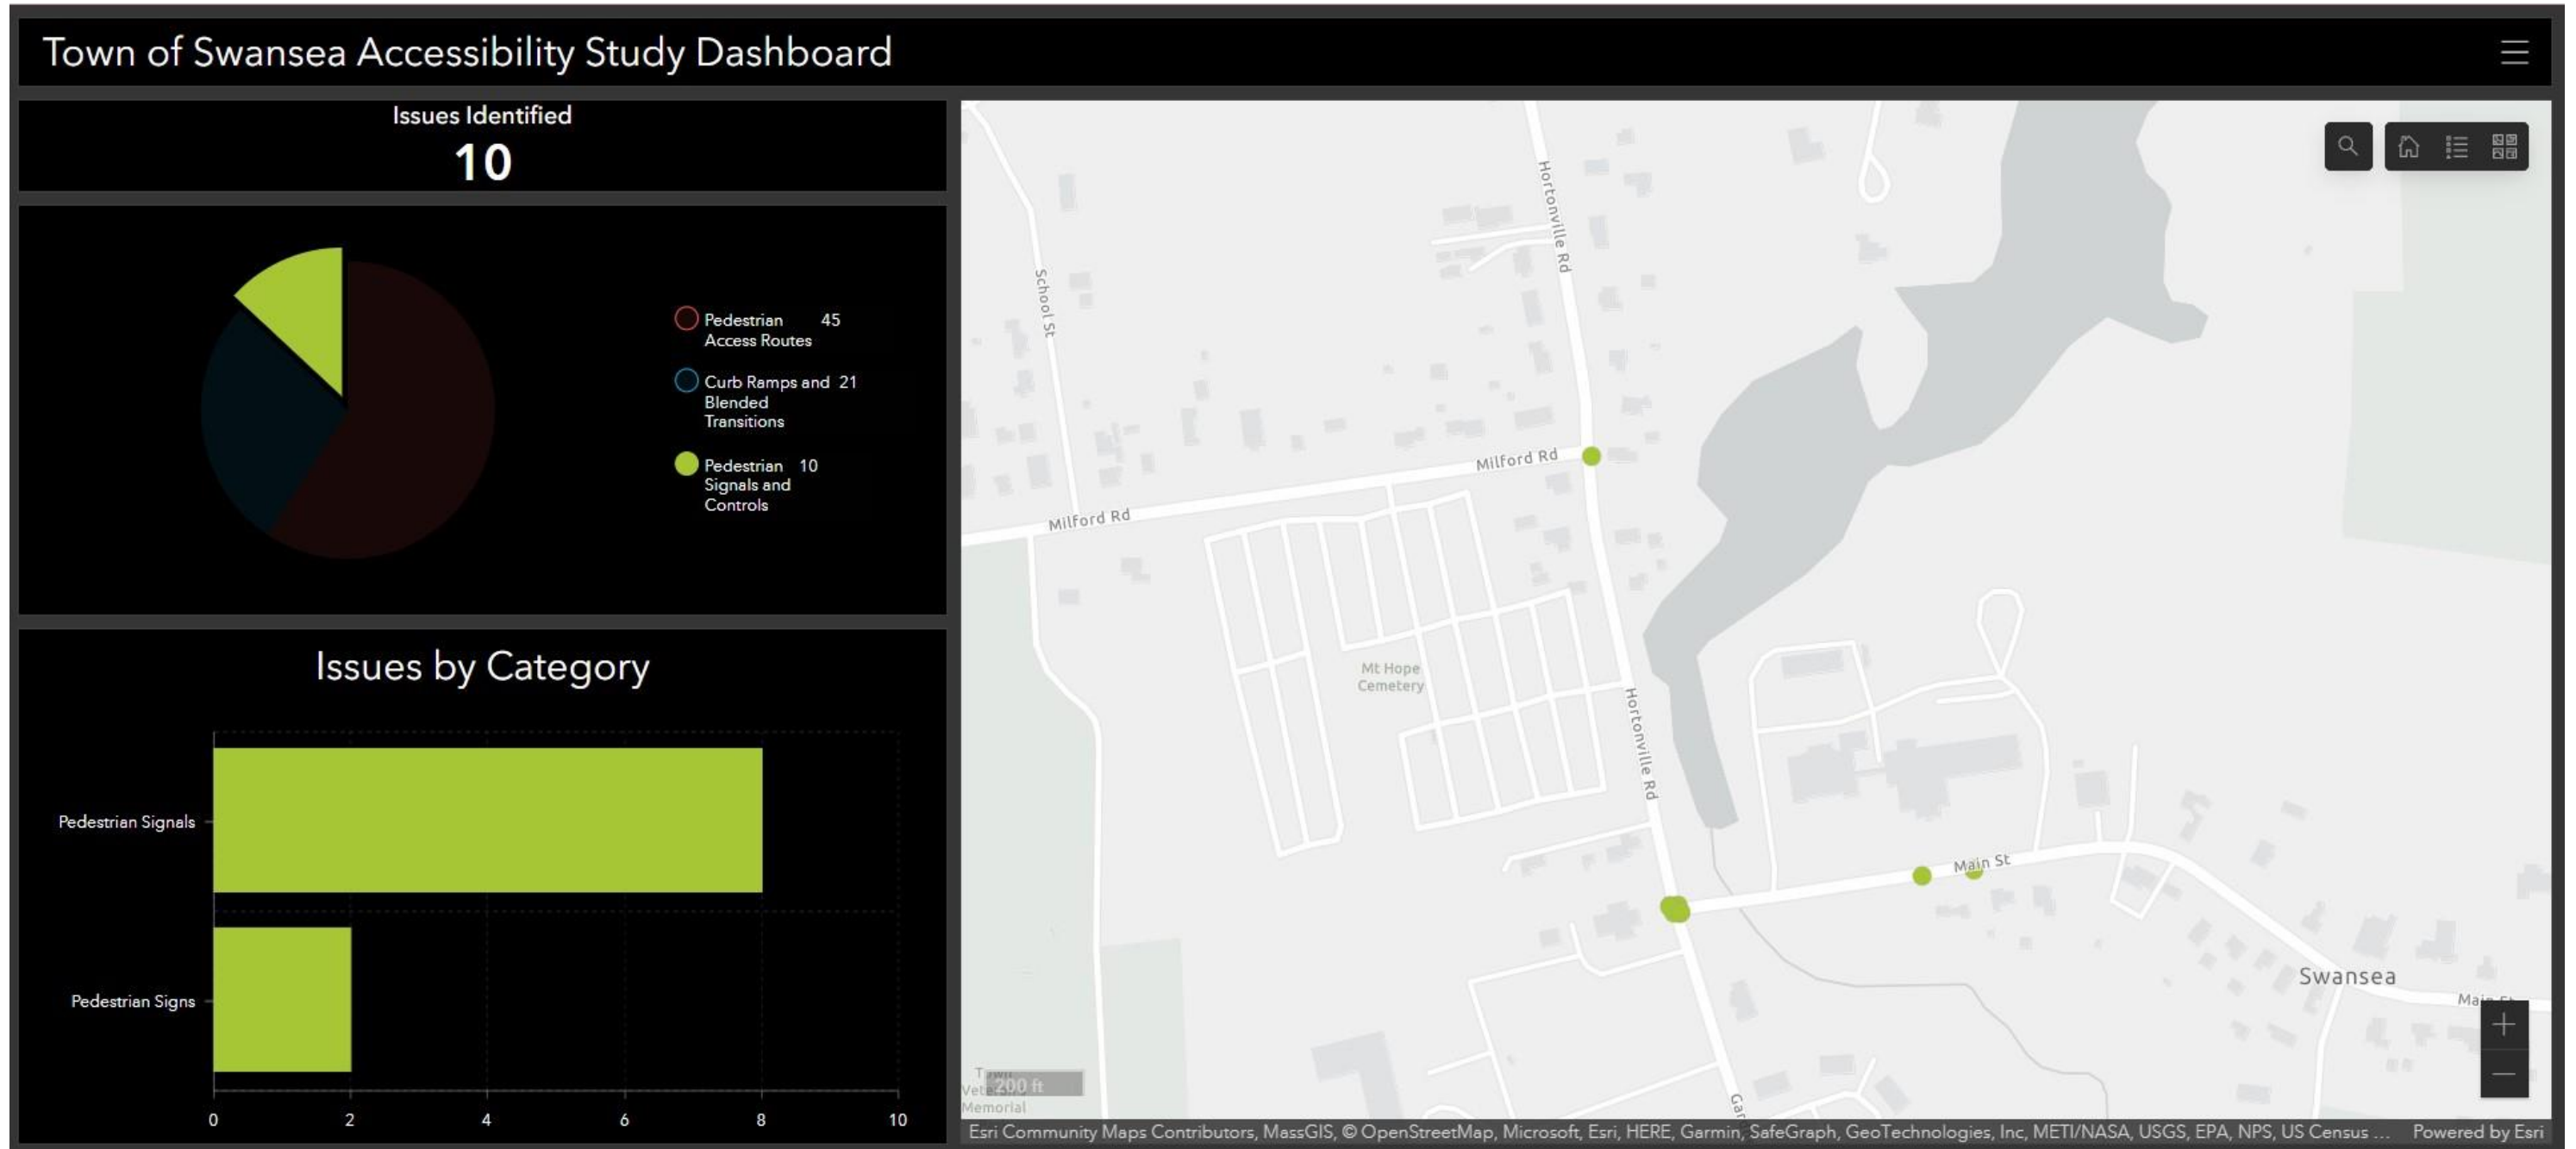 Town of Swansea Accessibility Study Dashboard
Issues Identified
10
Pedestrian 45
Access Routes
Curb Ramps and 21
Blended
Transitions
Pedestrian 10
Signals and
Controls
Issues by Category
Pedestrian Signals
Pedestrian Signs
0 2 4 6 8 10
Hortonville Rd
School St
Milford Rd
Milford Rd
Mt Hope
Cemetery
Hortonville Rd
Main St
Swansea
Main St
Town
Memorial
200 ft
Esri Community Maps Contributors, MassGIS, © OpenStreetMap, Microsoft, Esri, HERE, Garmin, SafeGraph, GeoTechnologies, Inc, METI/NASA, USGS, EPA, NPS, US Census ... Powered by Esri